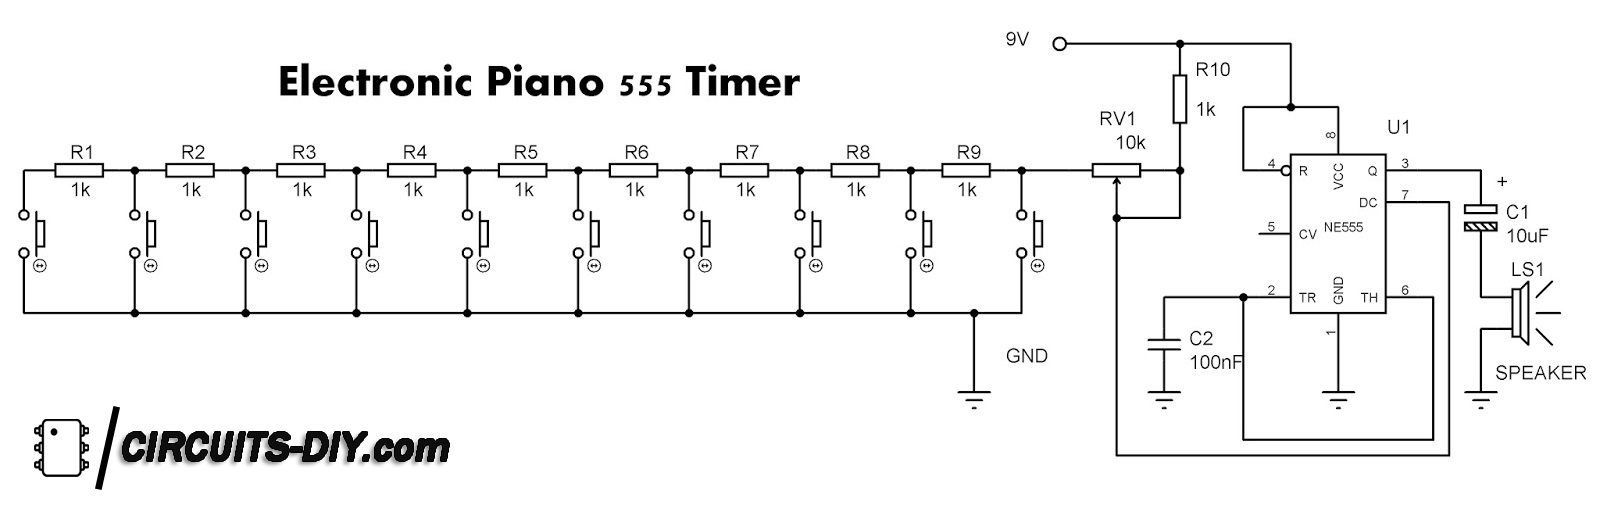 9V
Electronic Piano 555 Timer
R10
1k
RV1
10k
U1
R1 R2 R3 R4 R5 R6 R7 R8 R9
1k 1k 1k 1k 1k 1k 1k 1k 1k
8
4 R VCC Q 3
DC 7
+
C1
10uF
5 CV NE555
LS1
2 TR GND TH 6
1
C2
100nF
GND
SPEAKER
CIRCUITS-DIY.com